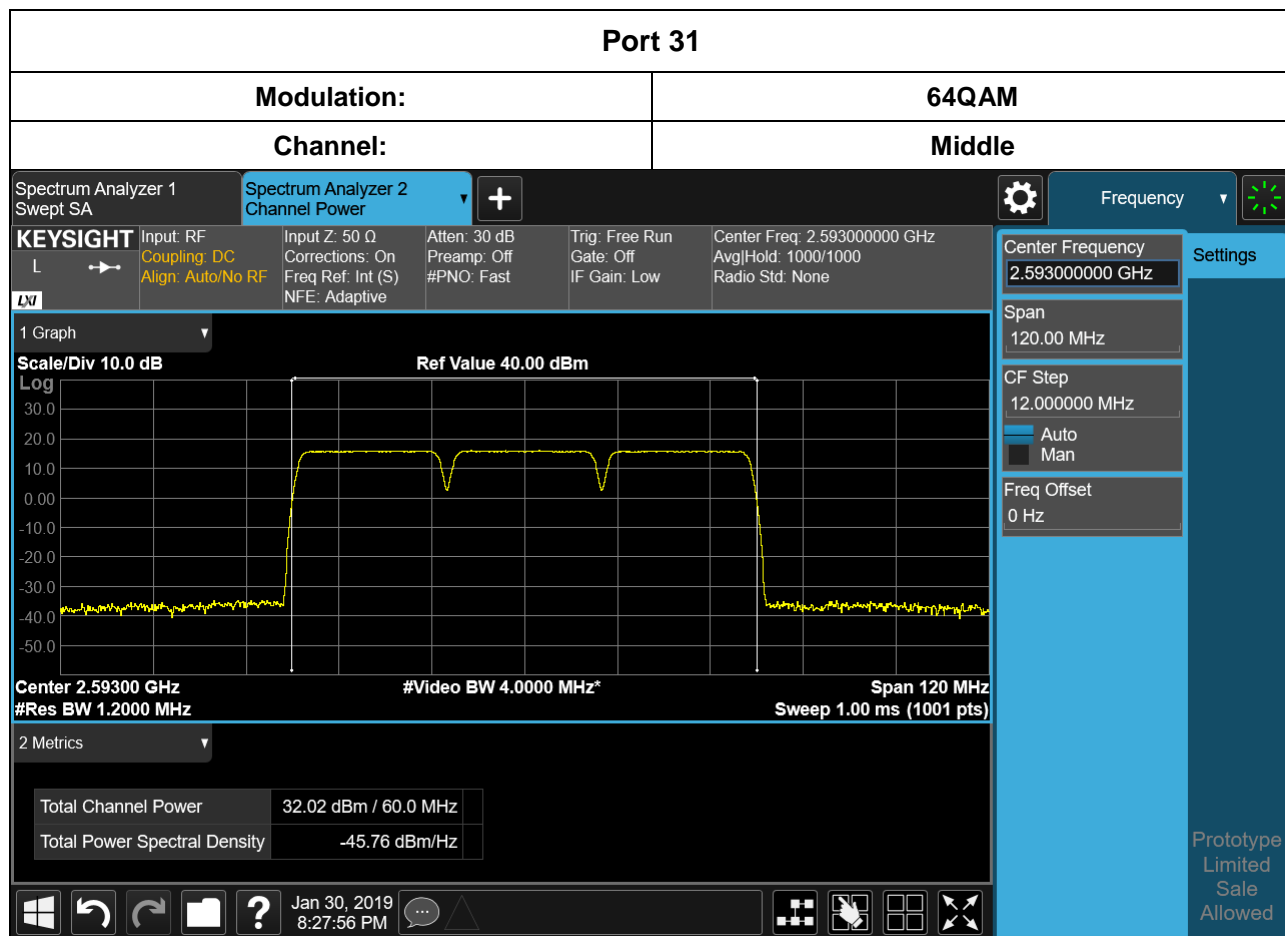 Port 31
Modulation: 64QAM
Channel: Middle
Spectrum Analyzer 1
Swept SA
Spectrum Analyzer 2
Channel Power
Frequency
KEYSIGHT
L
LXI
Input: RF
Coupling: DC
Align: Auto/No RF
Input Z: 50 Ω
Corrections: On
Freq Ref: Int (S)
NFE: Adaptive
Atten: 30 dB
Preamp: Off
#PNO: Fast
Trig: Free Run
Gate: Off
IF Gain: Low
Center Freq: 2.593000000 GHz
Avg|Hold: 1000/1000
Radio Std: None
Center Frequency
2.593000000 GHz
Settings
Span
120.00 MHz
CF Step
12.000000 MHz
Auto
Man
Freq Offset
0 Hz
1 Graph
Scale/Div 10.0 dB
Ref Value 40.00 dBm
Log
30.0
20.0
10.0
0.00
-10.0
-20.0
-30.0
-40.0
-50.0
Center 2.59300 GHz
#Video BW 4.0000 MHz*
Span 120 MHz
#Res BW 1.2000 MHz
Sweep 1.00 ms (1001 pts)
2 Metrics
Total Channel Power 32.02 dBm / 60.0 MHz
Total Power Spectral Density -45.76 dBm/Hz
Prototype
Limited
Sale
Allowed
?
Jan 30, 2019
8:27:56 PM